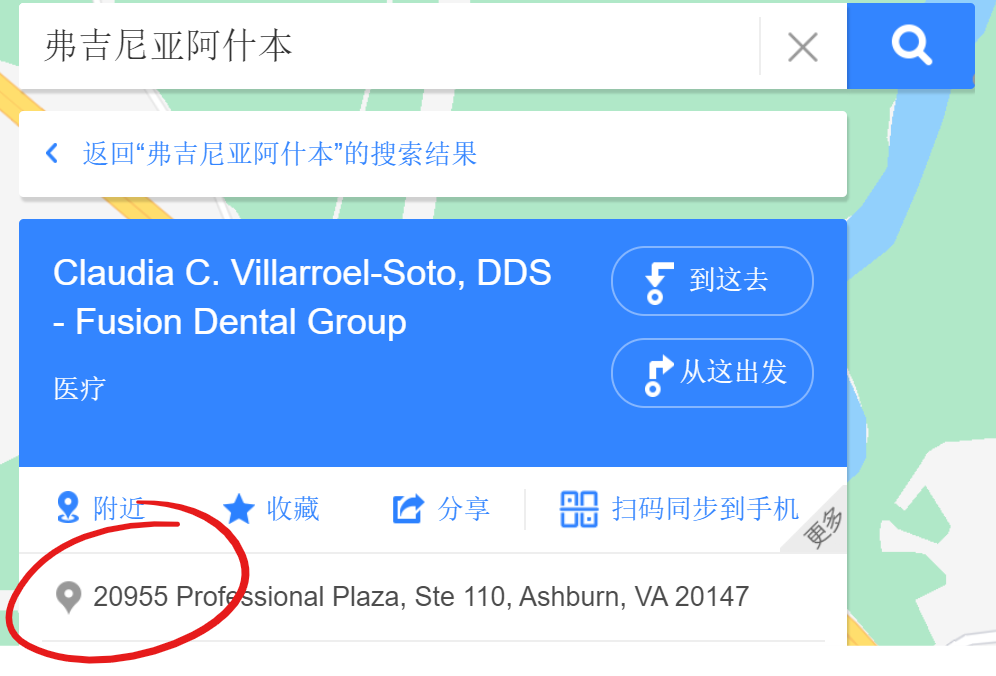 弗吉尼亚阿什本
返回“弗吉尼亚阿什本”的搜索结果
Claudia C. Villarroel-Soto, DDS
- Fusion Dental Group
到这去
医疗
从这出发
附近 收藏 分享 扫码同步到手机
更多
20955 Professional Plaza, Ste 110, Ashburn, VA 20147